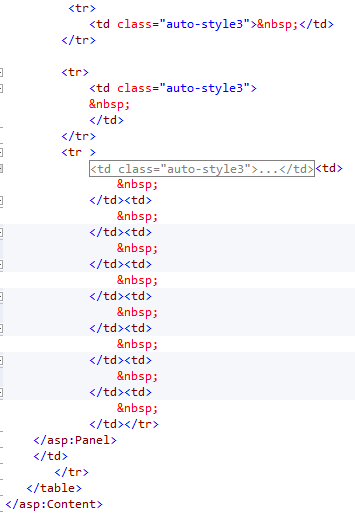 <tr>
<td class="auto-style3">&nbsp;</td>
</tr>
<tr>
<td class="auto-style3">
&nbsp;
</td>
</tr>
<tr >
<td class="auto-style3">...</td><td>
&nbsp;
</td><td>
&nbsp;
</td><td>
&nbsp;
</td><td>
&nbsp;
</td><td>
&nbsp;
</td><td>
&nbsp;
</td><td>
&nbsp;
</td><td>
&nbsp;
</td></tr>
</asp:Panel>
</td>
</tr>
</table>
</asp:Content>